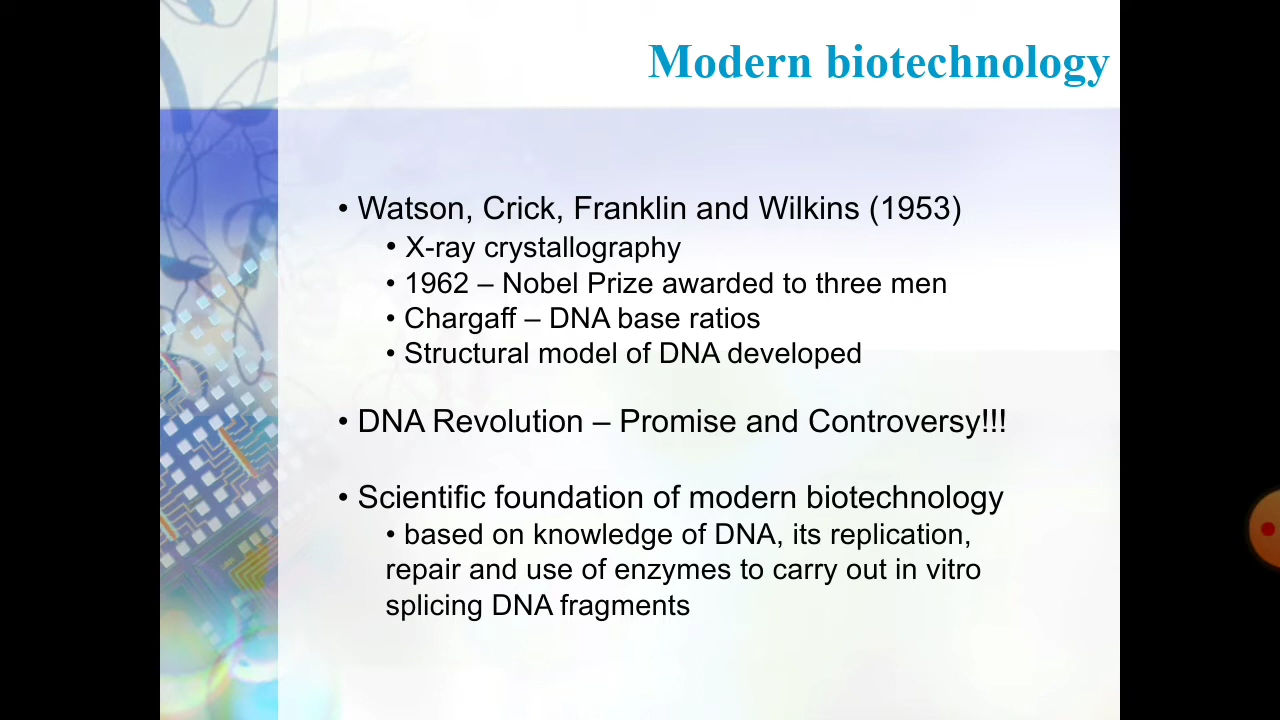 Modern biotechnology
• Watson, Crick, Franklin and Wilkins (1953)
• X-ray crystallography
• 1962 – Nobel Prize awarded to three men
• Chargaff – DNA base ratios
• Structural model of DNA developed
• DNA Revolution – Promise and Controversy!!!
• Scientific foundation of modern biotechnology
• based on knowledge of DNA, its replication,
repair and use of enzymes to carry out in vitro
splicing DNA fragments